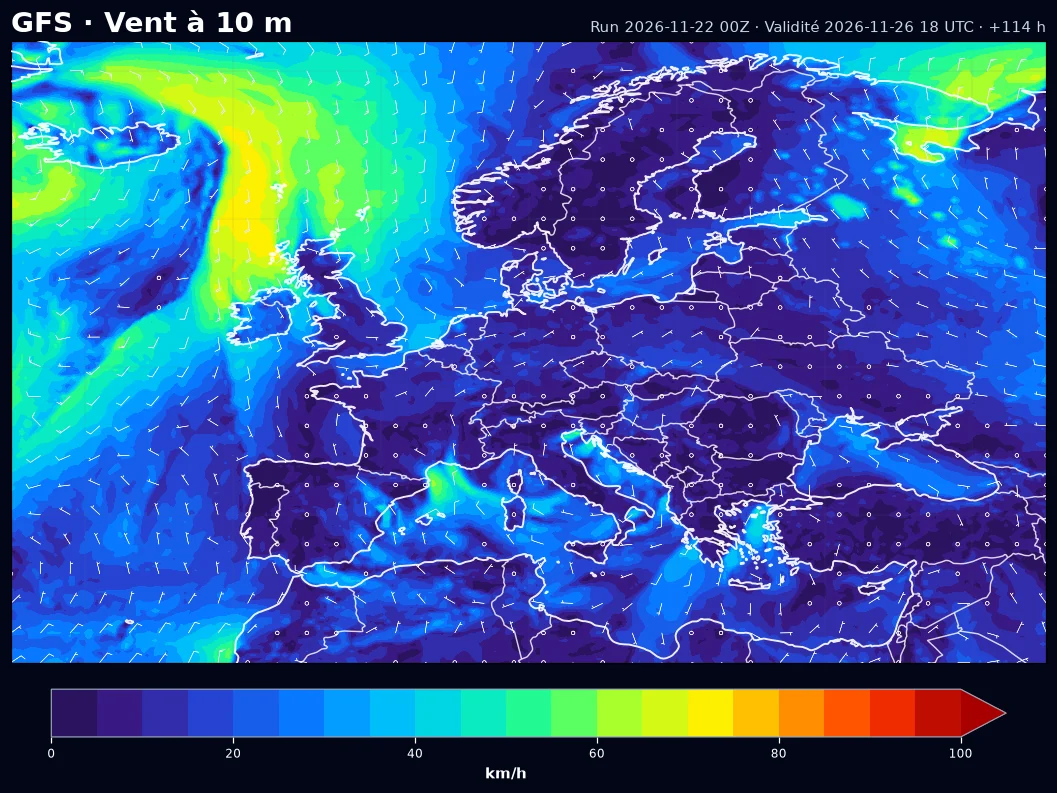 GFS · Vent à 10 m
Run 2026-11-22 00Z · Validité 2026-11-26 18 UTC · +114 h
0 20 40 60 80 100
km/h